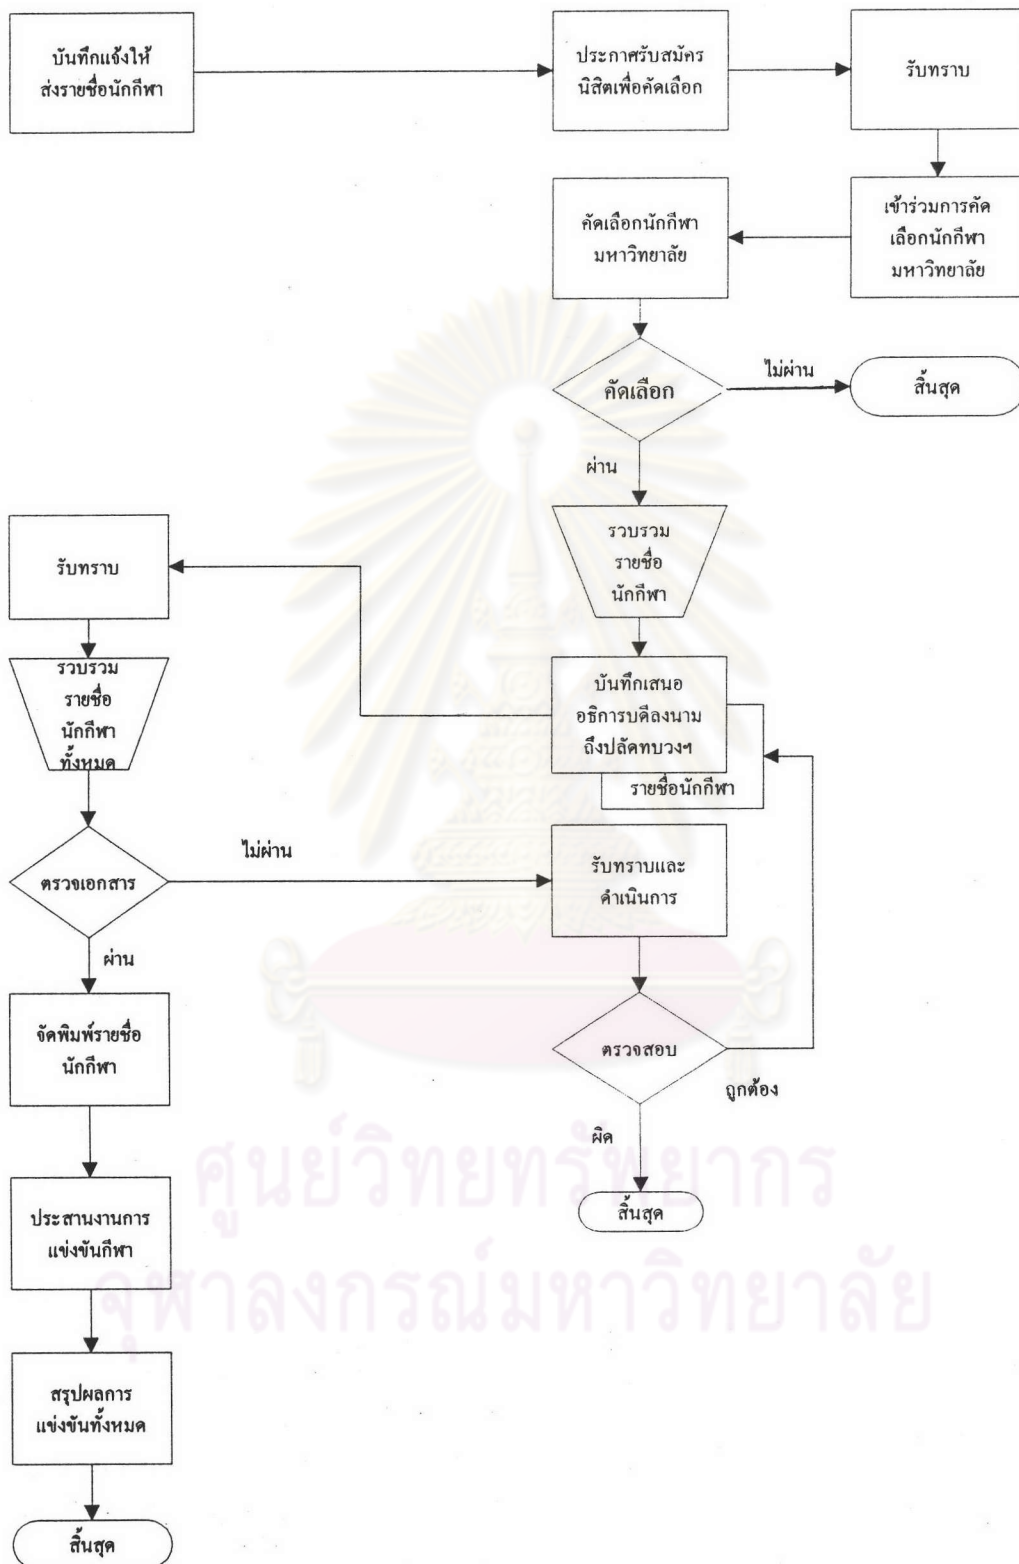 บันทึกแจ้งให้
ส่งรายชื่อนักกีฬา
ประกาศรับสมัคร
นิสิตเพื่อคัดเลือก
รับทราบ
คัดเลือกนักกีฬา
มหาวิทยาลัย
เข้าร่วมการคัด
เลือกนักกีฬา
มหาวิทยาลัย
คัดเลือก
ไม่ผ่าน
สิ้นสุด
ผ่าน
รวบรวม
รายชื่อ
นักกีฬา
รับทราบ
รวบรวม
รายชื่อ
นักกีฬา
ทั้งหมด
บันทึกเสนอ
อธิการบดีลงนาม
ถึงปลัดทบวงฯ
รายชื่อนักกีฬา
ตรวจเอกสาร
ไม่ผ่าน
รับทราบและ
ดำเนินการ
ผ่าน
จัดพิมพ์รายชื่อ
นักกีฬา
ตรวจสอบ
ถูกต้อง
ผิด
สิ้นสุด
ประสานงานการ
แข่งขันกีฬา
สรุปผลการ
แข่งขันทั้งหมด
สิ้นสุด
ศูนย์วิทยทรัพยากร
จุฬาลงกรณ์มหาวิทยาลัย